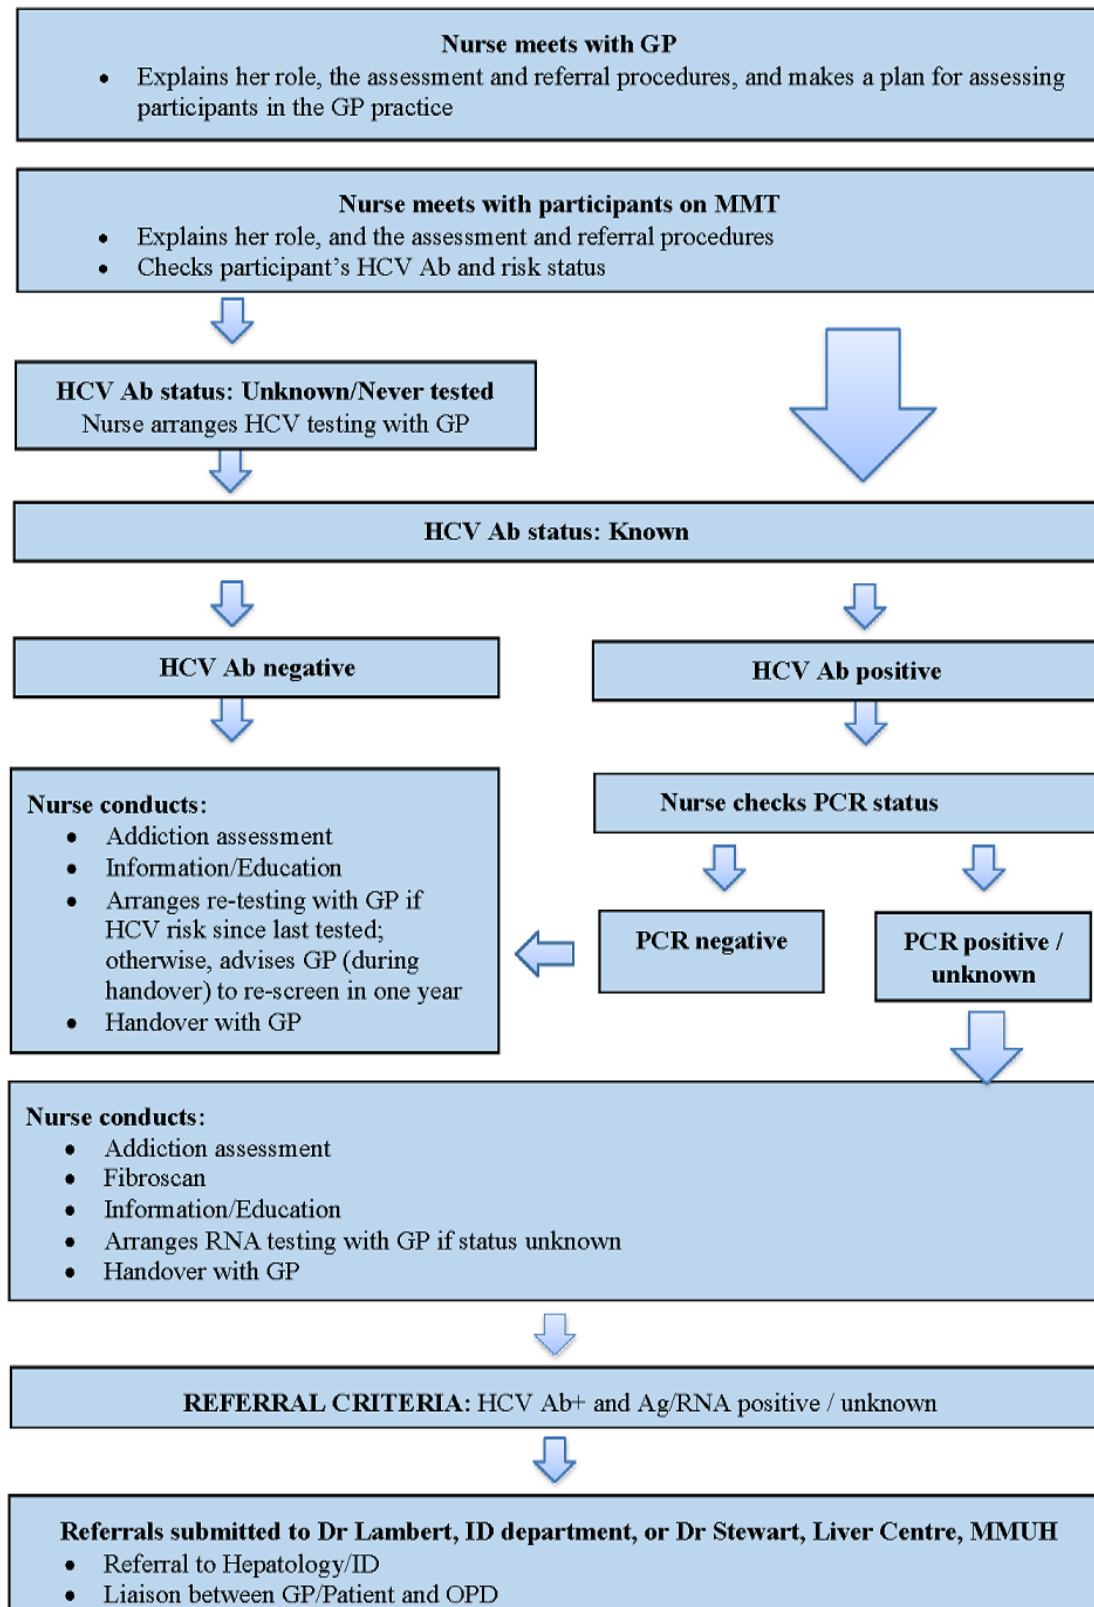 Nurse meets with GP
• Explains her role, the assessment and referral procedures, and makes a plan for assessing
participants in the GP practice
Nurse meets with participants on MMT
• Explains her role, and the assessment and referral procedures
• Checks participant’s HCV Ab and risk status
HCV Ab status: Unknown/Never tested
Nurse arranges HCV testing with GP
HCV Ab status: Known
HCV Ab negative
HCV Ab positive
Nurse conducts:
• Addiction assessment
• Information/Education
• Arranges re-testing with GP if
HCV risk since last tested;
otherwise, advises GP (during
handover) to re-screen in one year
• Handover with GP
Nurse checks PCR status
PCR negative
PCR positive /
unknown
Nurse conducts:
• Addiction assessment
• Fibroscan
• Information/Education
• Arranges RNA testing with GP if status unknown
• Handover with GP
REFERRAL CRITERIA: HCV Ab+ and Ag/RNA positive / unknown
Referrals submitted to Dr Lambert, ID department, or Dr Stewart, Liver Centre, MMUH
• Referral to Hepatology/ID
• Liaison between GP/Patient and OPD